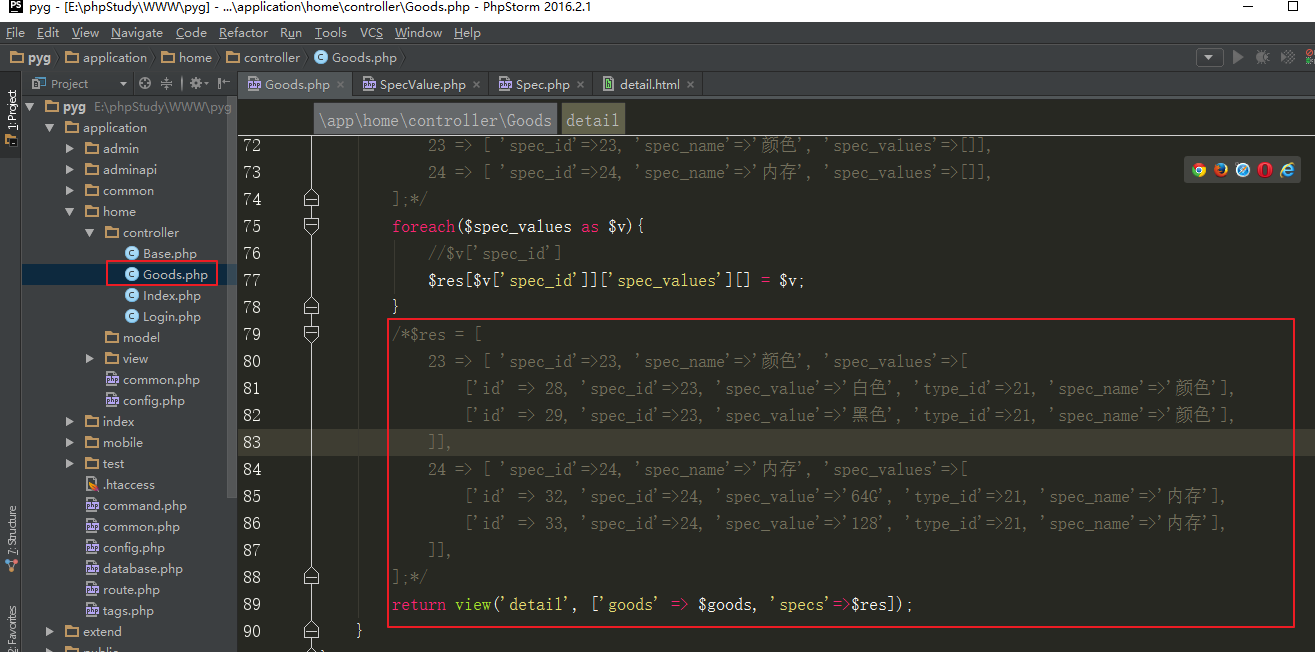 pyg - [E:\phpStudy\WWW\pyg] - ...\application\home\controller\Goods.php - PhpStorm 2016.2.1
File Edit View Navigate Code Refactor Run Tools VCS Window Help
pyg application home controller Goods.php
Project
Goods.php SpecValue.php Spec.php detail.html
1: Project
7: Structure
2: Favorites
pyg E:\phpStudy\WWW\pyg
application
admin
adminapi
common
home
controller
Base.php
Goods.php
Index.php
Login.php
model
view
common.php
config.php
index
mobile
test
.htaccess
command.php
common.php
config.php
database.php
route.php
tags.php
extend
public
\app\home\controller\Goods detail
72 23 => [ 'spec_id'=>23, 'spec_name'=>'颜色', 'spec_values'=>[]],
73 24 => [ 'spec_id'=>24, 'spec_name'=>'内存', 'spec_values'=>[]],
74 ];*/
75 foreach($spec_values as $v){
76 //$v['spec_id']
77 $res[$v['spec_id']]['spec_values'][] = $v;
78 }
79 /*$res = [
80 23 => [ 'spec_id'=>23, 'spec_name'=>'颜色', 'spec_values'=>[
81 ['id' => 28, 'spec_id'=>23, 'spec_value'=>'白色', 'type_id'=>21, 'spec_name'=>'颜色'],
82 ['id' => 29, 'spec_id'=>23, 'spec_value'=>'黑色', 'type_id'=>21, 'spec_name'=>'颜色'],
83 ]],
84 24 => [ 'spec_id'=>24, 'spec_name'=>'内存', 'spec_values'=>[
85 ['id' => 32, 'spec_id'=>24, 'spec_value'=>'64G', 'type_id'=>21, 'spec_name'=>'内存'],
86 ['id' => 33, 'spec_id'=>24, 'spec_value'=>'128', 'type_id'=>21, 'spec_name'=>'内存'],
87 ]],
88 ];*/
89 return view('detail', ['goods' => $goods, 'specs'=>$res]);
90 }